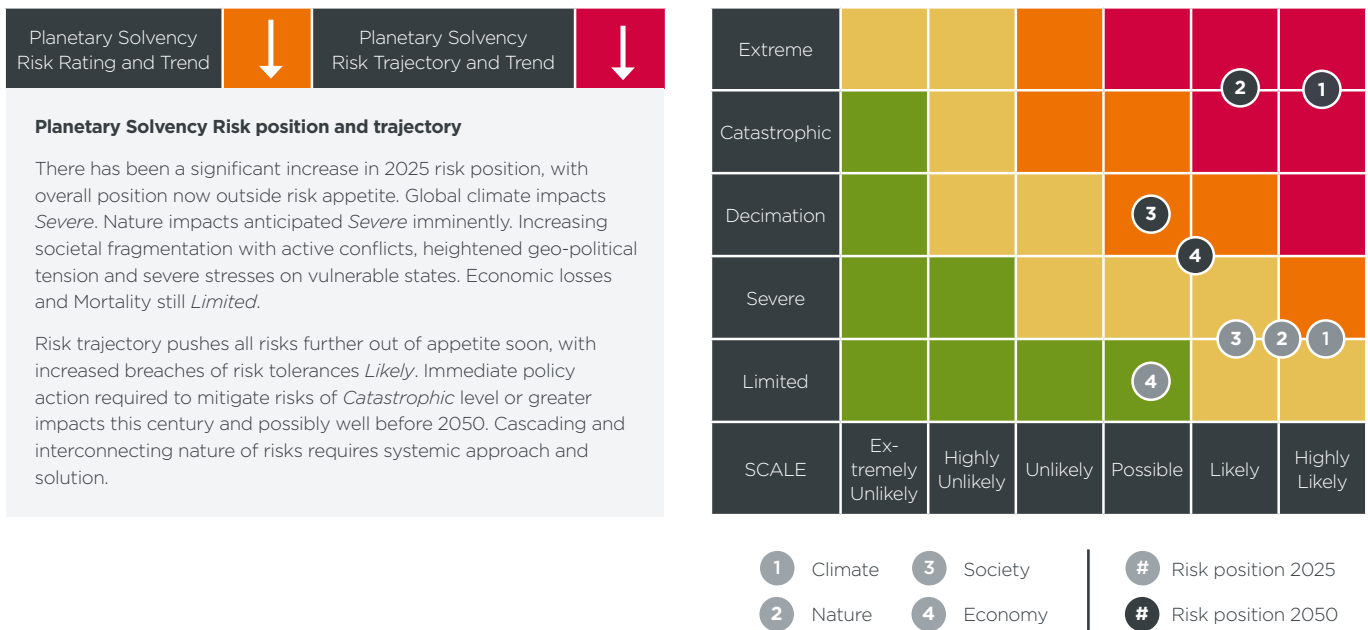 Planetary Solvency
Risk Rating and Trend
Planetary Solvency
Risk Trajectory and Trend
Planetary Solvency Risk position and trajectory
There has been a significant increase in 2025 risk position, with
overall position now outside risk appetite. Global climate impacts
Severe. Nature impacts anticipated Severe imminently. Increasing
societal fragmentation with active conflicts, heightened geo-political
tension and severe stresses on vulnerable states. Economic losses
and Mortality still Limited.
Risk trajectory pushes all risks further out of appetite soon, with
increased breaches of risk tolerances Likely. Immediate policy
action required to mitigate risks of Catastrophic level or greater
impacts this century and possibly well before 2050. Cascading and
interconnecting nature of risks requires systemic approach and
solution.
Extreme
2
1
Catastrophic
Decimation
3
4
Severe
3
2
1
Limited
4
SCALE
Ex-
tremely
Unlikely
Highly
Unlikely
Unlikely
Possible
Likely
Highly
Likely
1 Climate
3 Society
# Risk position 2025
2 Nature
4 Economy
# Risk position 2050